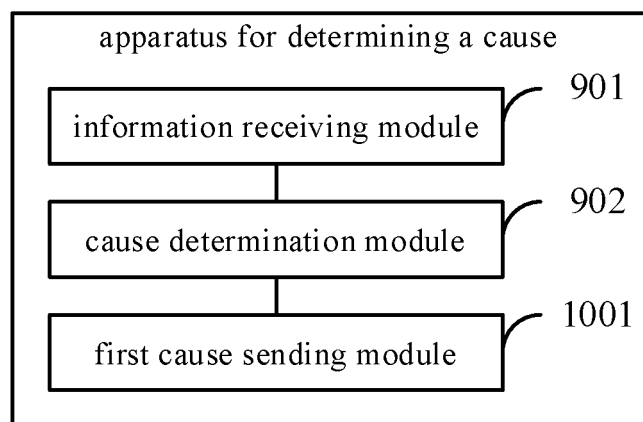 apparatus for determining a cause
901
information receiving module
902
cause determination module
1001
first cause sending module